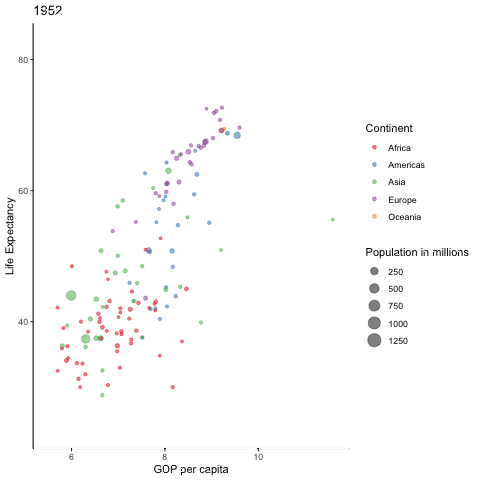 1952
80
60
40
6
8
10
Life Expectancy
GDP per capita
Continent
Africa
Americas
Asia
Europe
Oceania
Population in millions
250
500
750
1000
1250